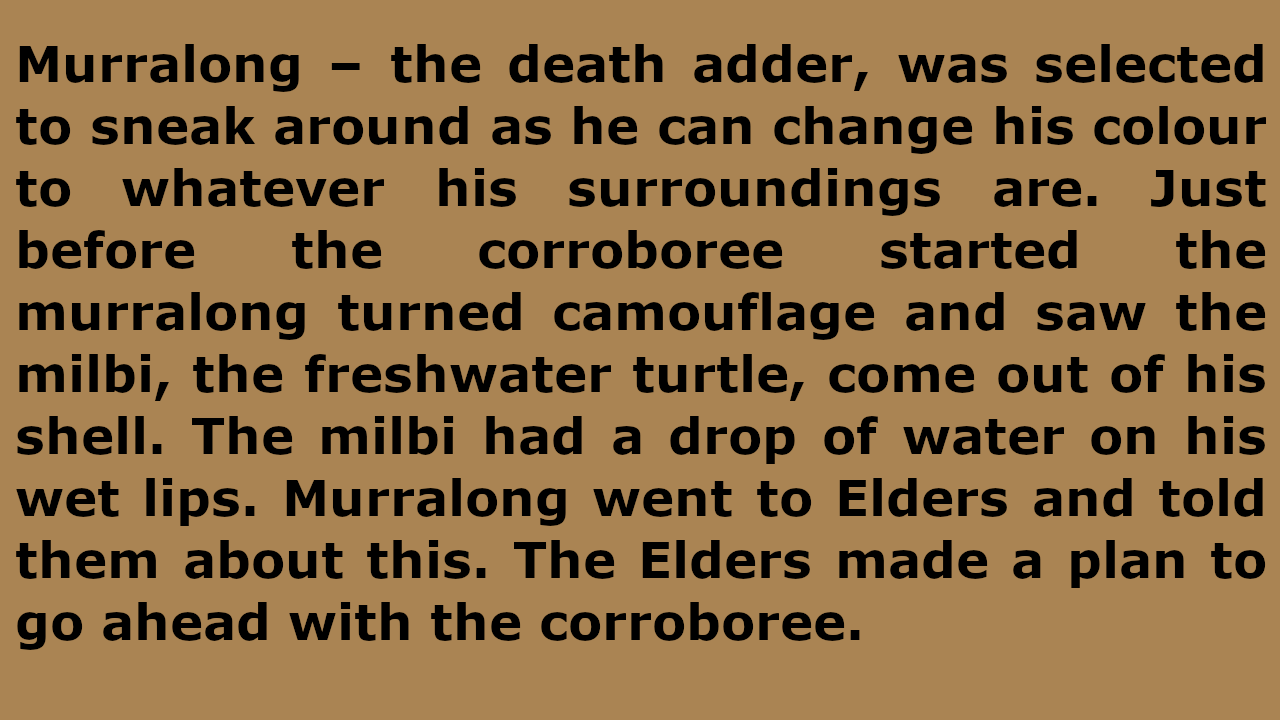 Murralong – the death adder, was selected
to sneak around as he can change his colour
to whatever his surroundings are. Just
before the corroboree started the
murralong turned camouflage and saw the
milbi, the freshwater turtle, come out of his
shell. The milbi had a drop of water on his
wet lips. Murralong went to Elders and told
them about this. The Elders made a plan to
go ahead with the corroboree.